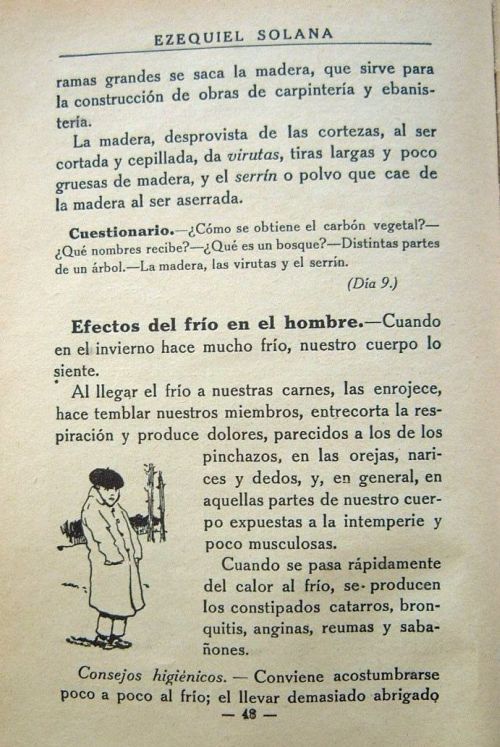 EZEQUIEL SOLANA
ramas grandes se saca la madera, que sirve para
la construcción de obras de carpintería y ebanis-
tería.
La madera, desprovista de las cortezas, al ser
cortada y cepillada, da virutas, tiras largas y poco
gruesas de madera, y el serrín o polvo que cae de
la madera al ser aserrada.
Cuestionario.—¿Cómo se obtiene el carbón vegetal?—
¿Qué nombres recibe?—¿Qué es un bosque?—Distintas partes
de un árbol.—La madera, las virutas y el serrín.
(Día 9.)
Efectos del frío en el hombre.—Cuando
en el invierno hace mucho frío, nuestro cuerpo lo
siente.
Al llegar el frío a nuestras carnes, las enrojece,
hace temblar nuestros miembros, entrecorta la res-
piración y produce dolores, parecidos a los de los
pinchazos, en las orejas, nari-
ces y dedos, y, en general, en
aquellas partes de nuestro cuer-
po expuestas a la intemperie y
poco musculosas.
Cuando se pasa rápidamente
del calor al frío, se producen
los constipados catarros, bron-
quitis, anginas, reumas y saba-
ñones.
Consejos higiénicos. — Conviene acostumbrarse
poco a poco al frío; el llevar demasiado abrigado
— 48 —